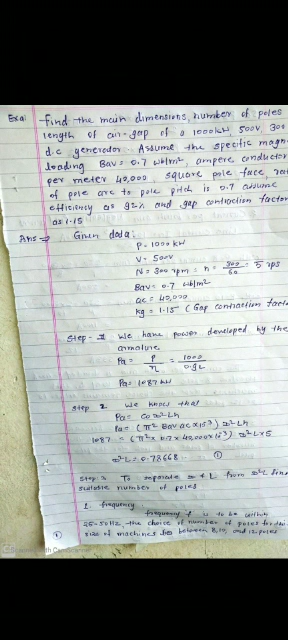 Exa: find the main dimensions, number of poles
length of air-gap of a 1000kW, 500V, 300
d.c generator. Assume the specific magn
loading Bav = 0.7 wb/m², ampere conductor
per meter 40,000, square pole face,
of pole arc to pole pitch is 0.7 assume
efficiency as 92% and gap contraction factor
as 1.15
Ans → Given data:
P = 1000 kW
V = 500V
N = 300 rpm : n = 300/60 = 5 rps
Bav = 0.7 wb/m²
ac = 40,000
kg = 1.15 (Gap contraction facto
Step - 1 We have power developed by the
armature
Pa = P/η = 1000/0.92
Pa = 1087 kW
Step 2 We know that
Pa = Co D²Ln
Pa = (π² Bav ac x10⁻³) D²Ln
1087 = (π² x 0.7 x 40,000 x10⁻³) D²L x 5
D²L = 0.78668 - ①
Step: 3 To separate D & L from D²L
suitable number of poles
1. frequency
frequency f is to be
25-50Hz, the choice of number of poles for
size of machines lies between 8, 10, and 12 poles